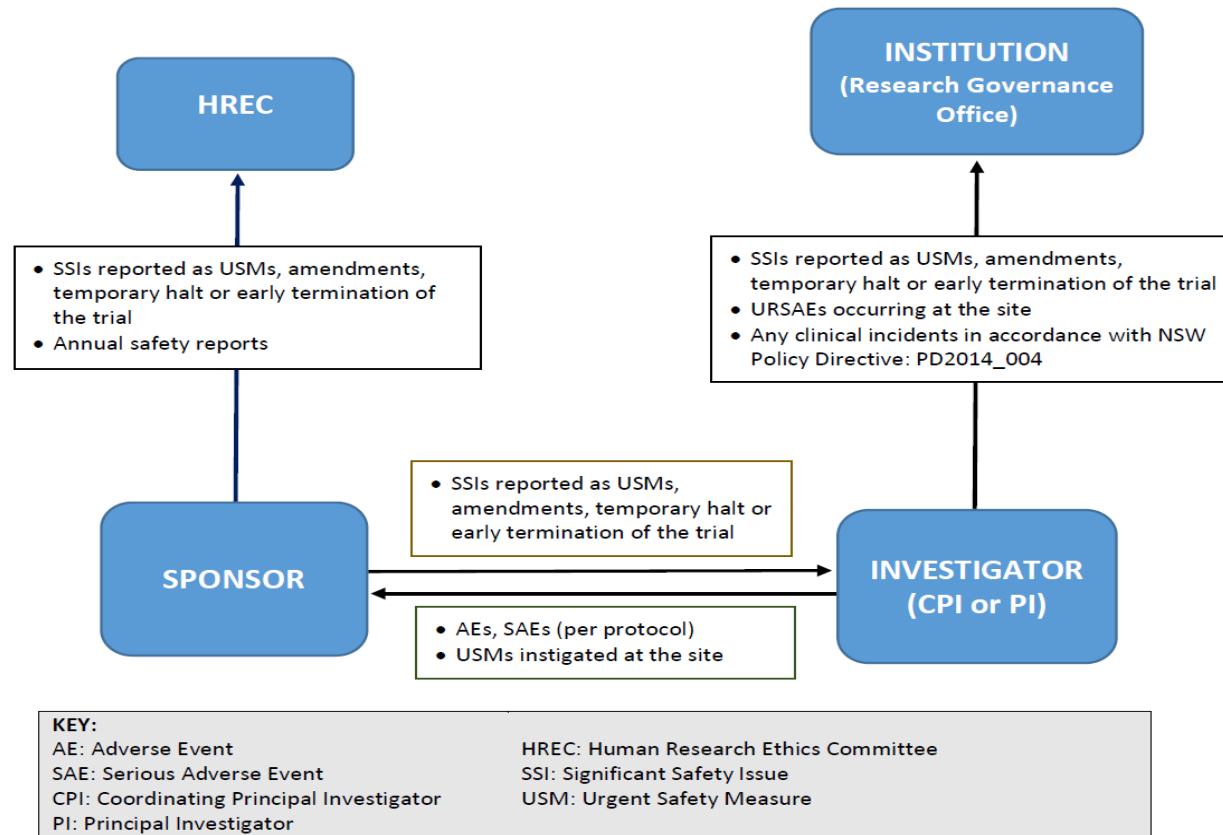 HREC
INSTITUTION
(Research Governance
Office)
• SSIs reported as USMs, amendments,
temporary halt or early termination of
the trial
• Annual safety reports
• SSIs reported as USMs, amendments,
temporary halt or early termination of the trial
• URSAEs occurring at the site
• Any clinical incidents in accordance with NSW
Policy Directive: PD2014_004
• SSIs reported as USMs,
amendments, temporary halt or
early termination of the trial
SPONSOR
INVESTIGATOR
(CPI or PI)
• AEs, SAEs (per protocol)
• USMs instigated at the site
KEY:
AE: Adverse Event
SAE: Serious Adverse Event
CPI: Coordinating Principal Investigator
PI: Principal Investigator
HREC: Human Research Ethics Committee
SSI: Significant Safety Issue
USM: Urgent Safety Measure